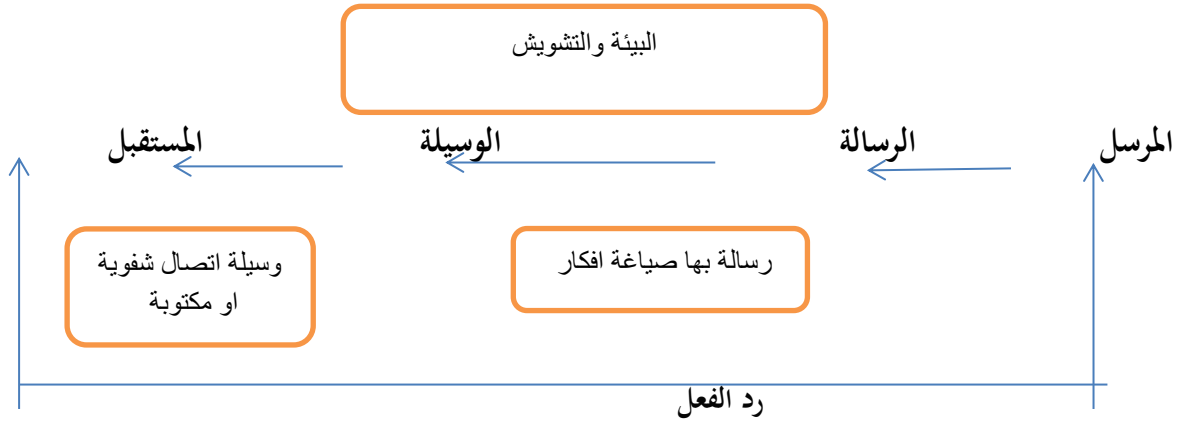 البيئة والتشويش
المرسل
الرسالة
الوسيلة
المستقبل
رسالة بها صياغة افكار
وسيلة اتصال شفوية
او مكتوبة
رد الفعل